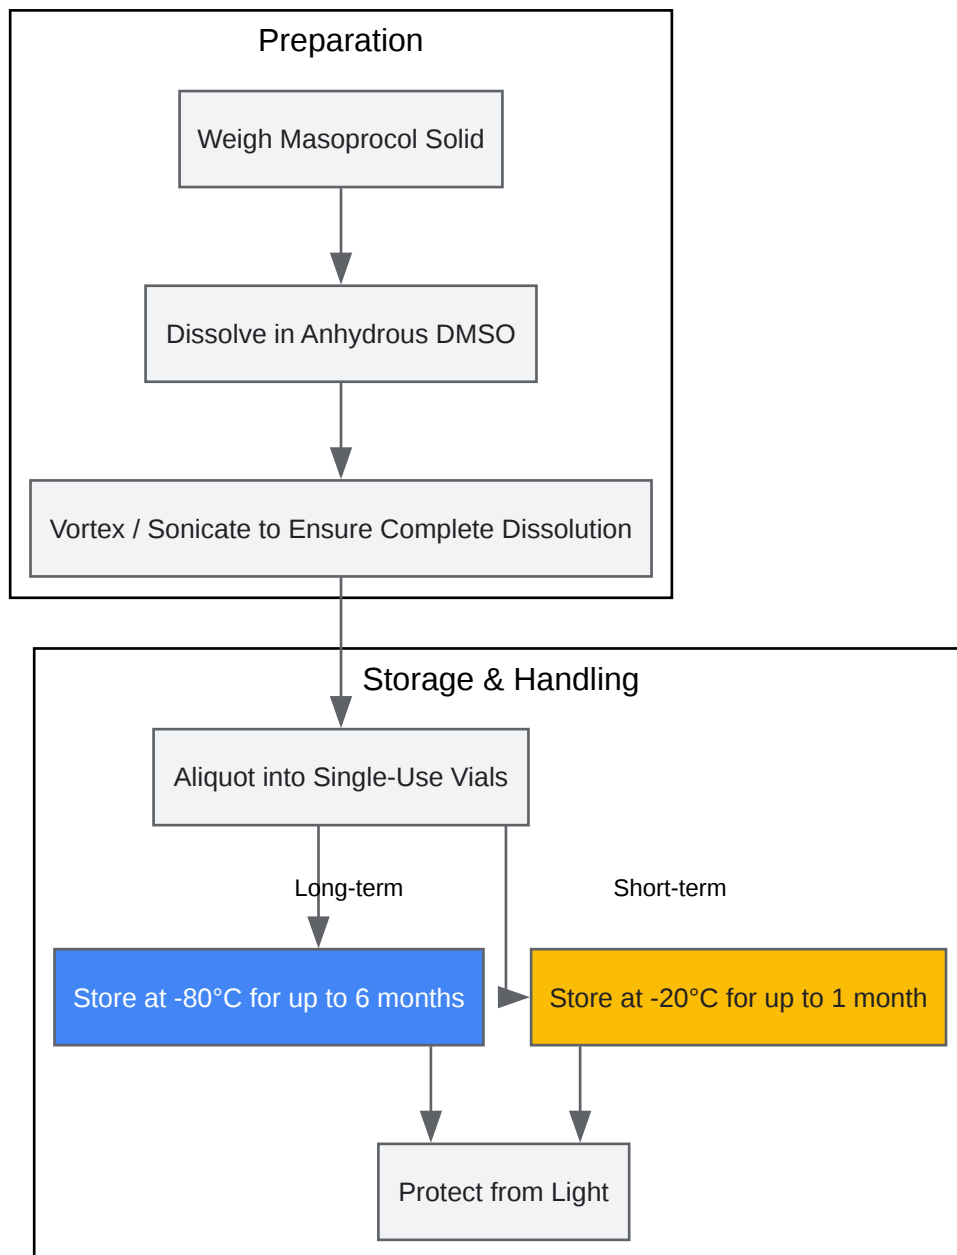 Preparation
Weigh Masoprocol Solid
Dissolve in Anhydrous DMSO
Vortex / Sonicate to Ensure Complete Dissolution
Storage & Handling
Aliquot into Single-Use Vials
Long-term
Short-term
Store at -80°C for up to 6 months
Store at -20°C for up to 1 month
Protect from Light